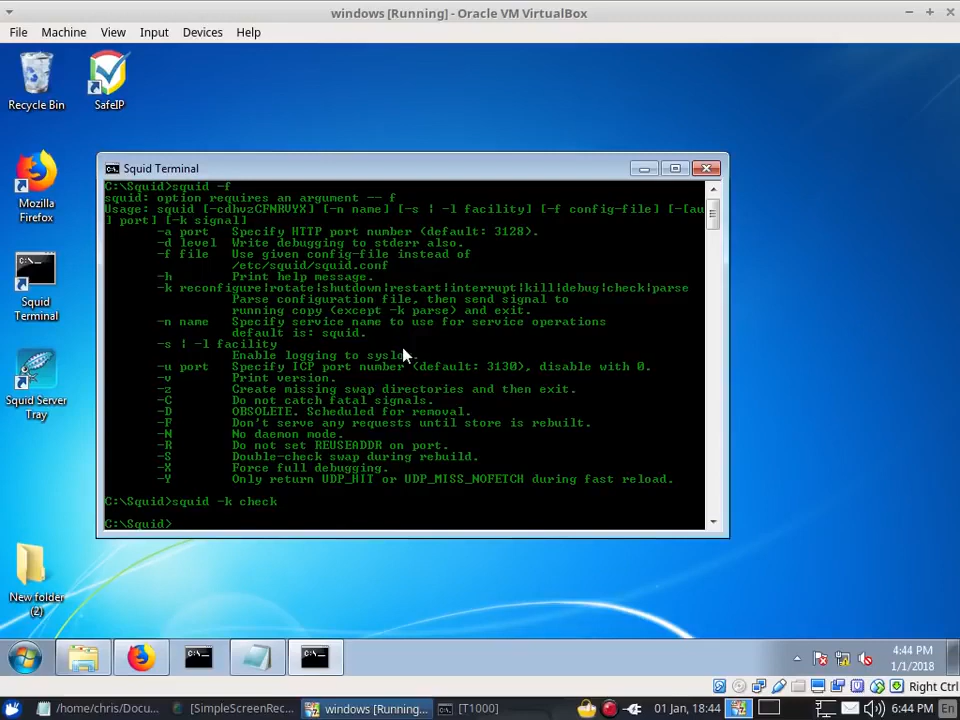 windows [Running] - Oracle VM VirtualBox
File Machine View Input Devices Help
Recycle Bin
SafeIP
Mozilla
Firefox
Squid
Terminal
Squid Server
Tray
New folder
(2)
Squid Terminal
C:\Squid>squid -f
squid: option requires an argument -- f
Usage: squid [-cdhvzCFNRVYX] [-n name] [-s ¦ -l facility] [-f config-file] [-[au
] port] [-k signal]
-a port Specify HTTP port number (default: 3128).
-d level Write debugging to stderr also.
-f file Use given config-file instead of
/etc/squid/squid.conf
-h Print help message.
-k reconfigure|rotate|shutdown|restart|interrupt|kill|debug|check|parse
Parse configuration file, then send signal to
running copy (except -k parse) and exit.
-n name Specify service name to use for service operations
default is: squid.
-s ¦ -l facility
Enable logging to syslog.
-u port Specify ICP port number (default: 3130), disable with 0.
-v Print version.
-z Create missing swap directories and then exit.
-C Do not catch fatal signals.
-D OBSOLETE. Scheduled for removal.
-F Don't serve any requests until store is rebuilt.
-N No daemon mode.
-R Do not set REUSEADDR on port.
-S Double-check swap during rebuild.
-X Force full debugging.
-Y Only return UDP_HIT or UDP_MISS_NOFETCH during fast reload.
C:\Squid>squid -k check
C:\Squid>
4:44 PM
1/1/2018
Right Ctrl
/home/chris/Docu...
[SimpleScreenRec...
windows [Running...
[T1000]
01 Jan, 18:44
6:44 PM
En